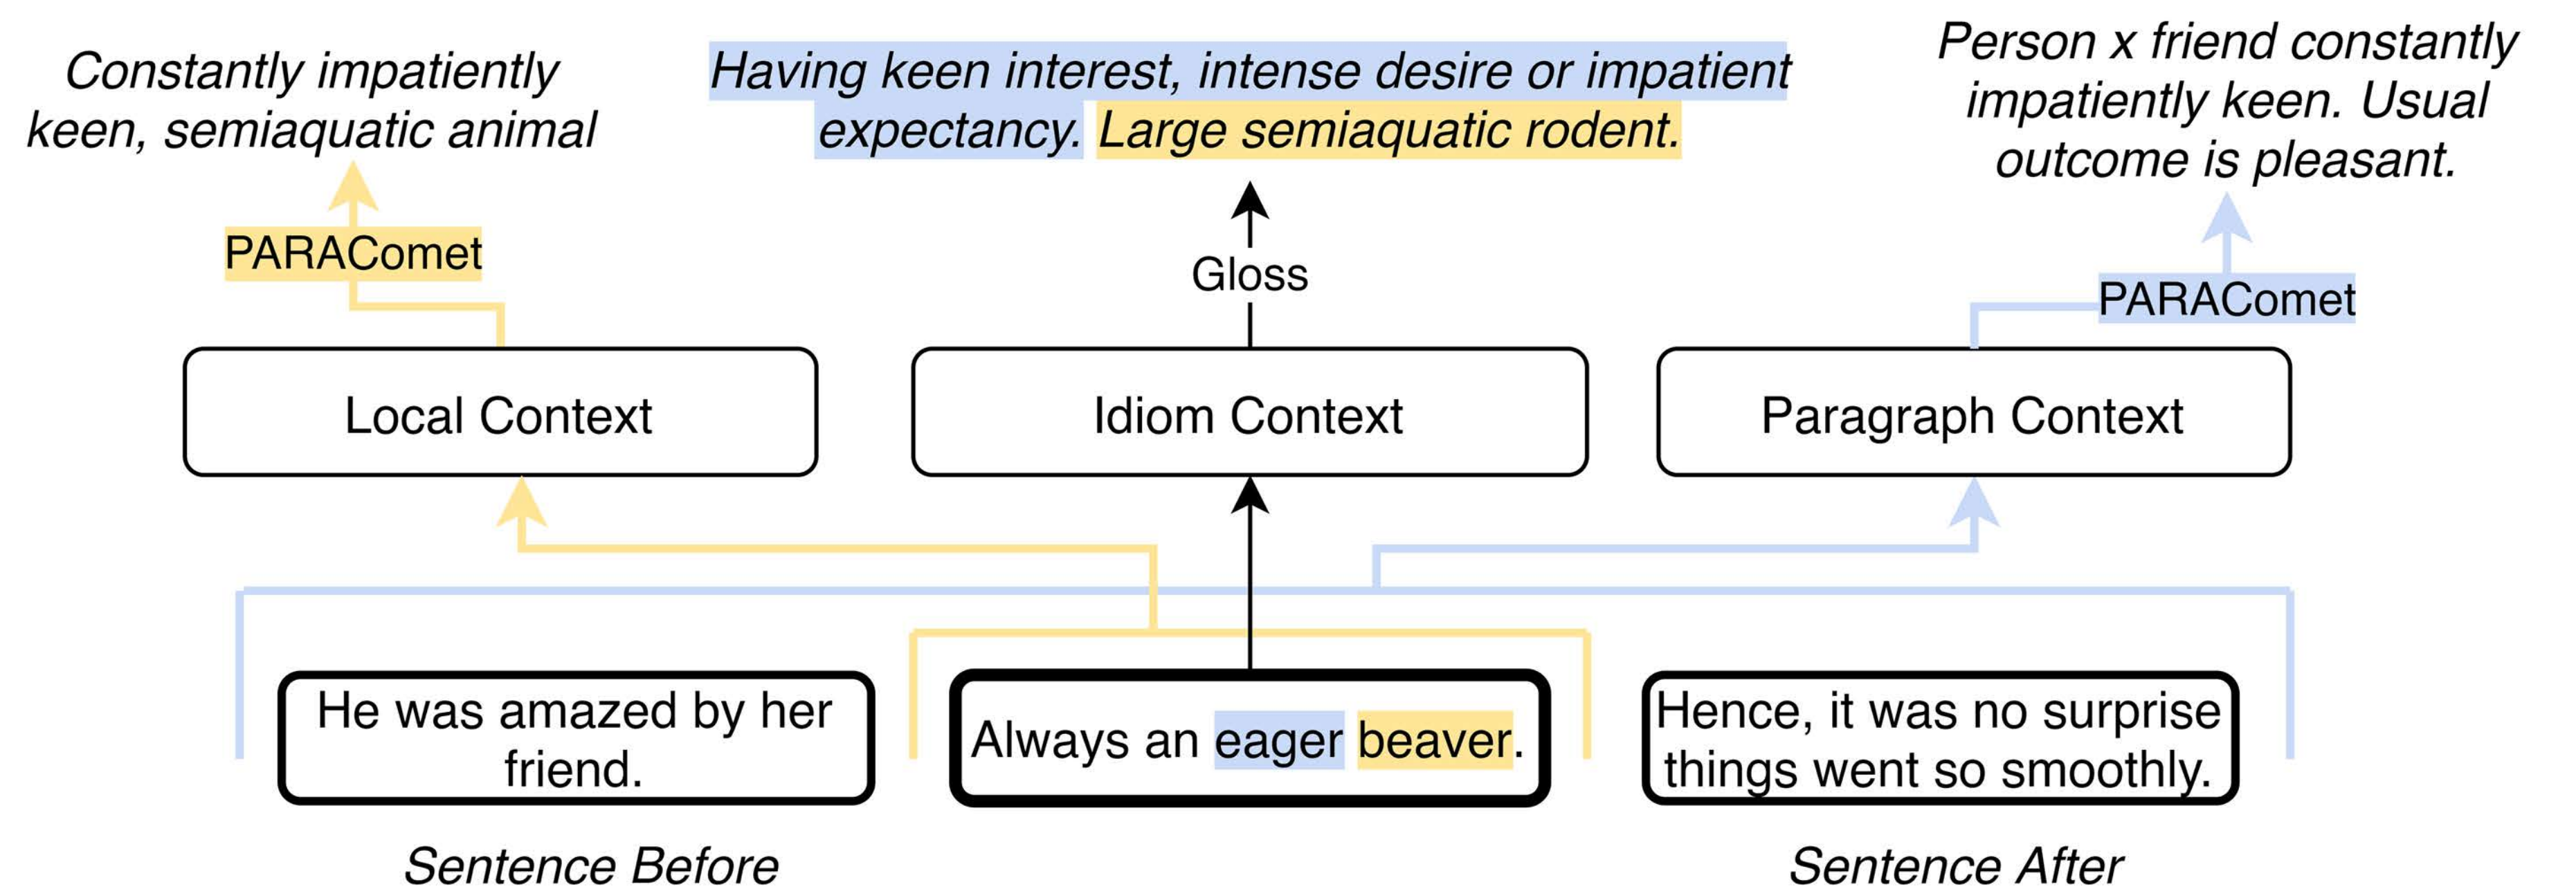 Constantly impatiently
keen, semiaquatic animal
Having keen interest, intense desire or impatient
expectancy. Large semiaquatic rodent.
Person x friend constantly
impatiently keen. Usual
outcome is pleasant.
PARAComet
Gloss
PARAComet
Local Context
Idiom Context
Paragraph Context
He was amazed by her
friend.
Always an eager beaver.
Hence, it was no surprise
things went so smoothly.
Sentence Before
Sentence After